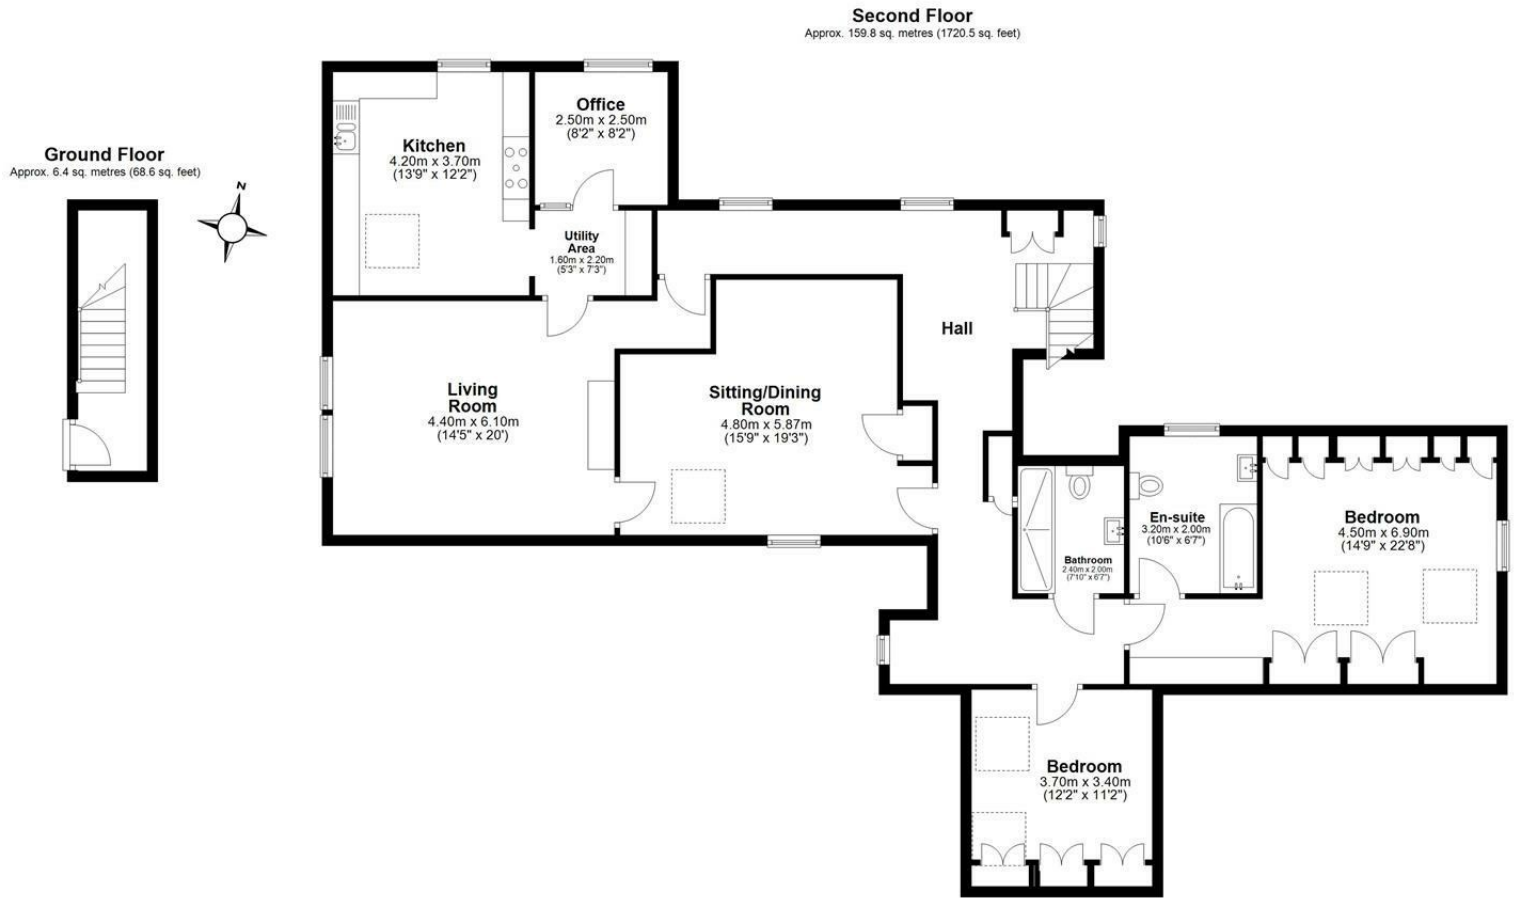 Second Floor
Approx. 159.8 sq. metres (1720.5 sq. feet)
Ground Floor
Approx. 6.4 sq. metres (68.6 sq. feet)
N
Kitchen
4.20m x 3.70m
(13'9" x 12'2")
Office
2.50m x 2.50m
(8'2" x 8'2")
Utility
Area
1.60m x 2.20m
(5'3" x 7'3")
Hall
Living
Room
4.40m x 6.10m
(14'5" x 20')
Sitting/Dining
Room
4.80m x 5.87m
(15'9" x 19'3")
Bathroom
2.40m x 2.00m
(7'10" x 6'7")
En-suite
3.20m x 2.00m
(10'6" x 6'7")
Bedroom
4.50m x 6.90m
(14'9" x 22'8")
Bedroom
3.70m x 3.40m
(12'2" x 11'2")